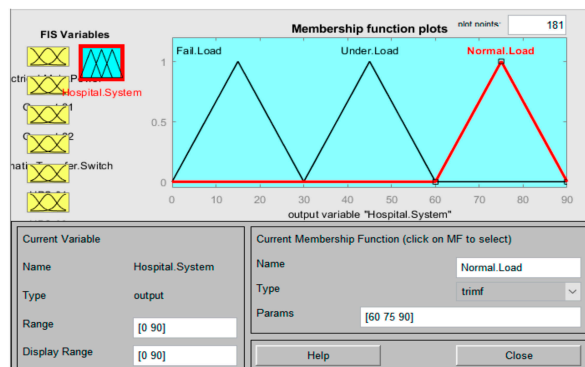 FIS Variables
Membership function plots
plot points:
181
Hospital.System
fer.Switch
Fail.Load
Under.Load
Normal.Load
1
0.5
0
0 10 20 30 40 50 60 70 80 90
output variable "Hospital.System"
Current Variable
Name Hospital.System
Type output
Range [0 90]
Display Range [0 90]
Current Membership Function (click on MF to select)
Name Normal.Load
Type trimf
Params [60 75 90]
Help
Close